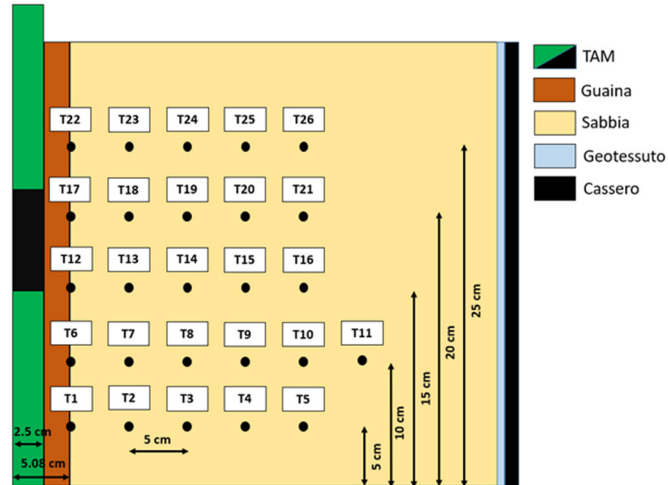 TAM
Guaina
Sabbia
Geotessuto
Cassero
T22 T23 T24 T25 T26
T17 T18 T19 T20 T21
T12 T13 T14 T15 T16
T6 T7 T8 T9 T10 T11
T1 T2 T3 T4 T5
2.5 cm
5.08 cm
5 cm
5 cm
10 cm
15 cm
20 cm
25 cm